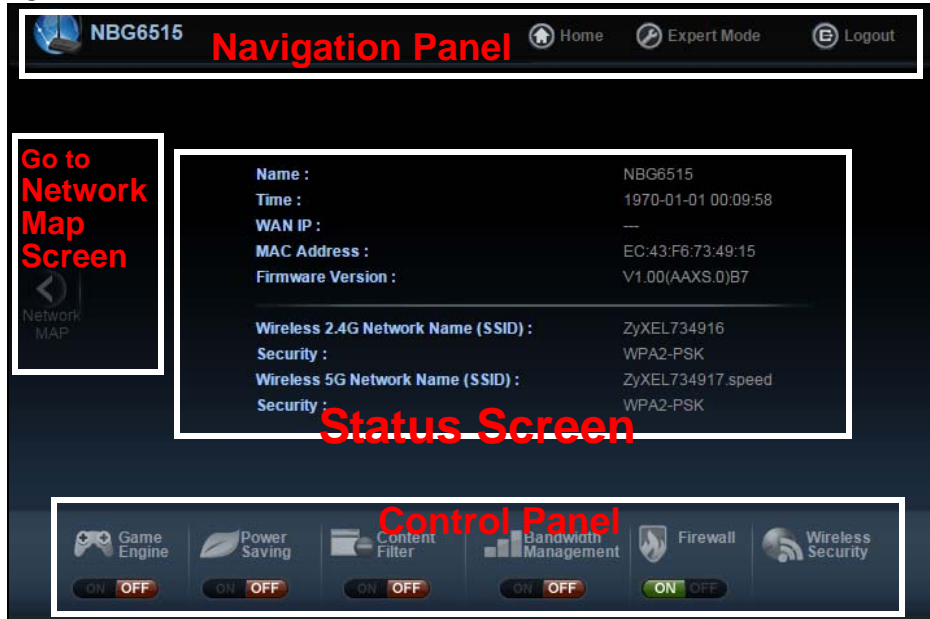 NBG6515
Navigation Panel
Home
Expert Mode
Logout
Go to
Network
Map
Screen
Network
MAP
Name : NBG6515
Time : 1970-01-01 00:09:58
WAN IP : ---
MAC Address : EC:43:F6:73:49:15
Firmware Version : V1.00(AAXS.0)B7
Wireless 2.4G Network Name (SSID) : ZyXEL734916
Security : WPA2-PSK
Wireless 5G Network Name (SSID) : ZyXEL734917.speed
Security : WPA2-PSK
Status Screen
Control Panel
Game
Engine
ON OFF
Power
Saving
ON OFF
Content
Filter
ON OFF
Bandwidth
Management
ON OFF
Firewall
ON OFF
Wireless
Security